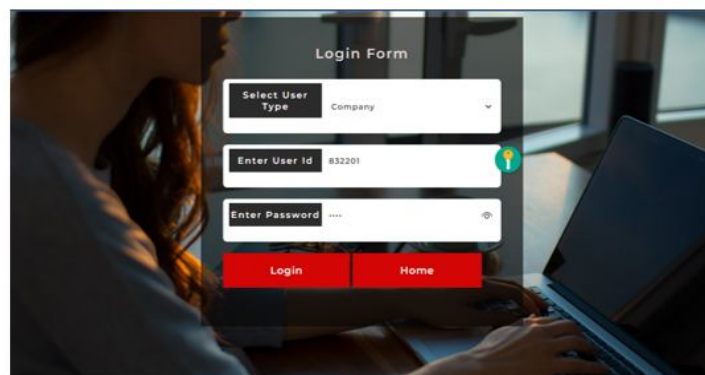 Login Form
Select User
Type
Company
Enter User Id
832201
Enter Password
····
Login
Home